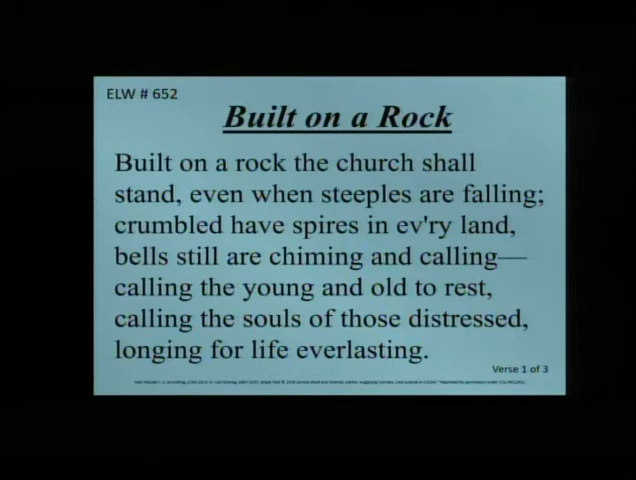 ELW # 652
Built on a Rock
Built on a rock the church shall
stand, even when steeples are falling;
crumbled have spires in ev'ry land,
bells still are chiming and calling—
calling the young and old to rest,
calling the souls of those distressed,
longing for life everlasting.
Verse 1 of 3